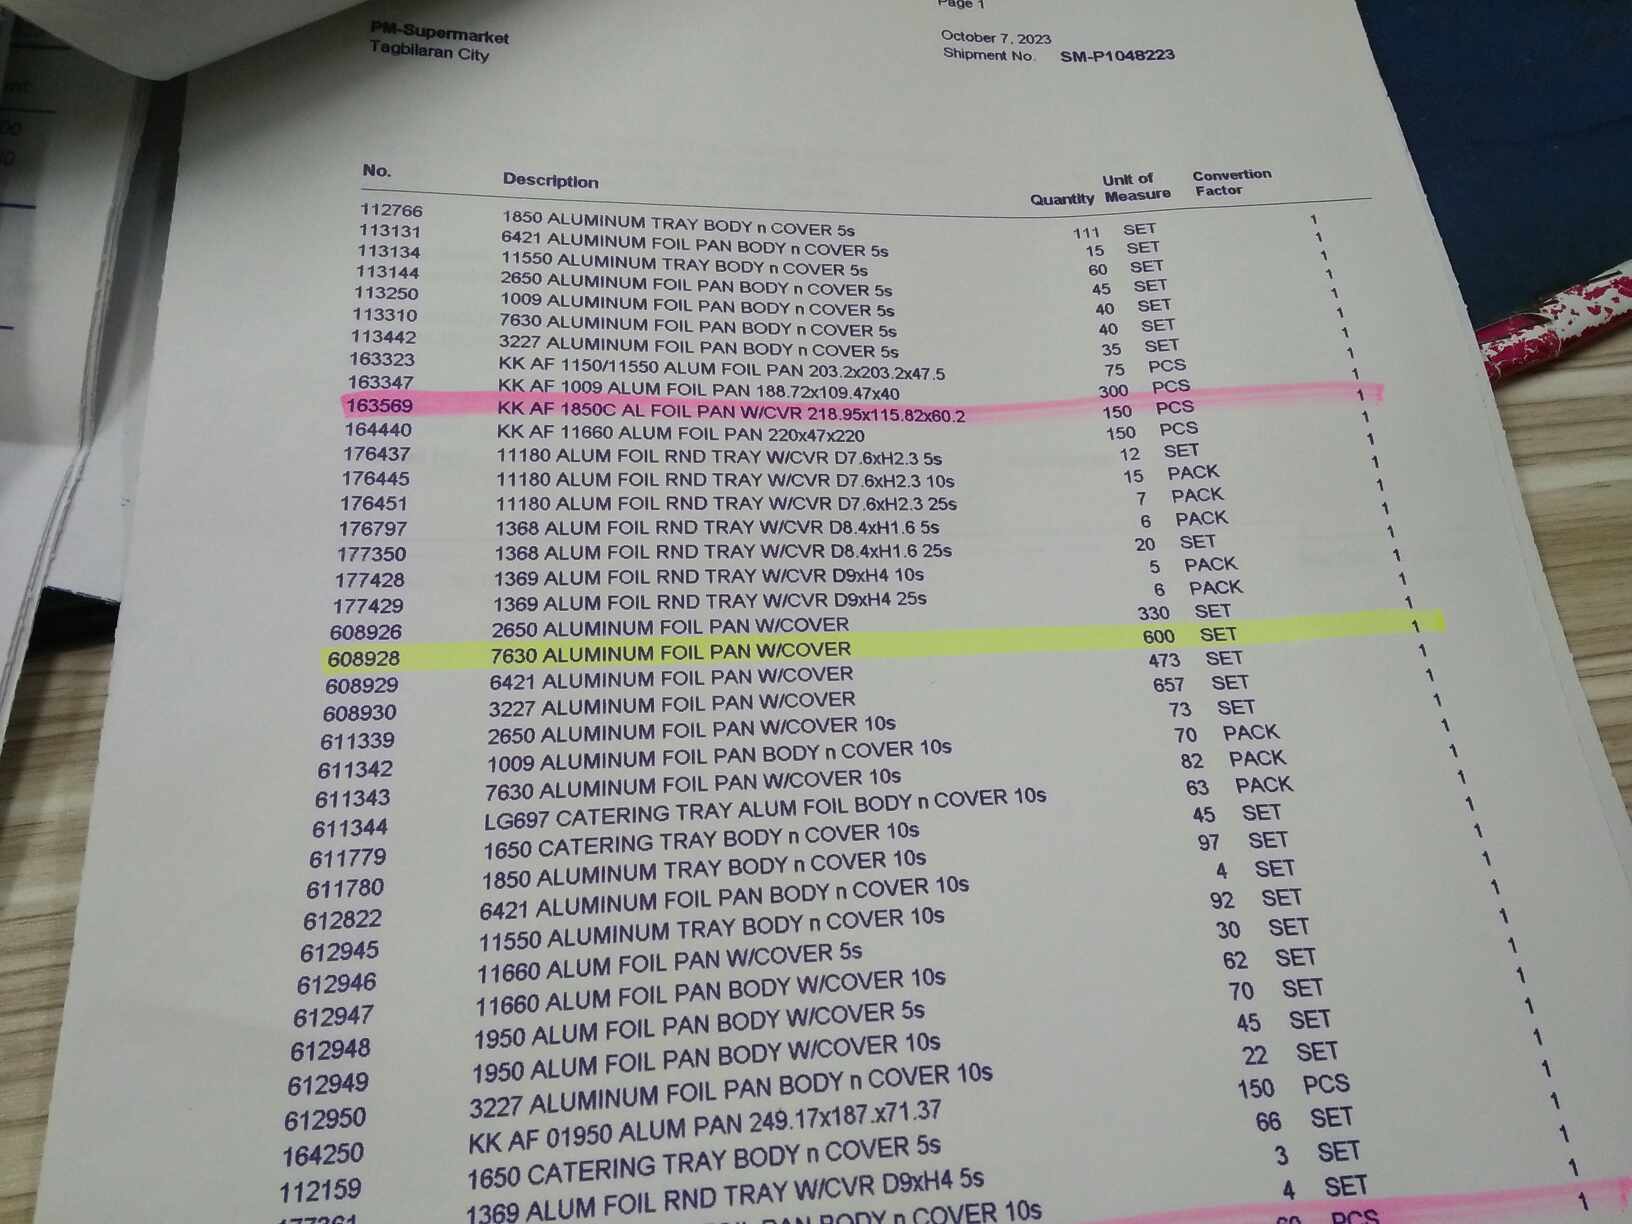 Page 1
PM-Supermarket
Tagbilaran City
October 7, 2023
Shipment No. SM-P1048223
No. Description Quantity Unit of Measure Convertion Factor
112766 1850 ALUMINUM TRAY BODY n COVER 5s 111 SET 1
113131 6421 ALUMINUM FOIL PAN BODY n COVER 5s 15 SET 1
113134 11550 ALUMINUM TRAY BODY n COVER 5s 60 SET 1
113144 2650 ALUMINUM FOIL PAN BODY n COVER 5s 45 SET 1
113250 1009 ALUMINUM FOIL PAN BODY n COVER 5s 40 SET 1
113310 7630 ALUMINUM FOIL PAN BODY n COVER 5s 40 SET 1
113442 3227 ALUMINUM FOIL PAN BODY n COVER 5s 35 SET 1
163323 KK AF 1150/11550 ALUM FOIL PAN 203.2x203.2x47.5 75 PCS 1
163347 KK AF 1009 ALUM FOIL PAN 188.72x109.47x40 300 PCS 1
163569 KK AF 1850C AL FOIL PAN W/CVR 218.95x115.82x60.2 150 PCS 1
164440 KK AF 11660 ALUM FOIL PAN 220x47x220 150 PCS 1
176437 11180 ALUM FOIL RND TRAY W/CVR D7.6xH2.3 5s 12 SET 1
176445 11180 ALUM FOIL RND TRAY W/CVR D7.6xH2.3 10s 15 PACK 1
176451 11180 ALUM FOIL RND TRAY W/CVR D7.6xH2.3 25s 7 PACK 1
176797 1368 ALUM FOIL RND TRAY W/CVR D8.4xH1.6 5s 6 PACK 1
177350 1368 ALUM FOIL RND TRAY W/CVR D8.4xH1.6 25s 20 SET 1
177428 1369 ALUM FOIL RND TRAY W/CVR D9xH4 10s 5 PACK 1
177429 1369 ALUM FOIL RND TRAY W/CVR D9xH4 25s 6 PACK 1
608926 2650 ALUMINUM FOIL PAN W/COVER 330 SET 1
608928 7630 ALUMINUM FOIL PAN W/COVER 600 SET 1
608929 6421 ALUMINUM FOIL PAN W/COVER 473 SET 1
608930 3227 ALUMINUM FOIL PAN W/COVER 657 SET 1
611339 2650 ALUMINUM FOIL PAN W/COVER 10s 73 SET 1
611342 1009 ALUMINUM FOIL PAN BODY n COVER 10s 70 PACK 1
611343 7630 ALUMINUM FOIL PAN W/COVER 10s 82 PACK 1
611344 LG697 CATERING TRAY ALUM FOIL BODY n COVER 10s 63 PACK 1
611779 1650 CATERING TRAY BODY n COVER 10s 45 SET 1
611780 1850 ALUMINUM TRAY BODY n COVER 10s 97 SET 1
612822 6421 ALUMINUM FOIL PAN BODY n COVER 10s 4 SET 1
612945 11550 ALUMINUM TRAY BODY n COVER 10s 92 SET 1
612946 11660 ALUM FOIL PAN W/COVER 5s 30 SET 1
612947 11660 ALUM FOIL PAN BODY W/COVER 10s 62 SET 1
612948 1950 ALUM FOIL PAN BODY W/COVER 5s 70 SET 1
612949 1950 ALUM FOIL PAN BODY W/COVER 10s 45 SET 1
612950 3227 ALUMINUM FOIL PAN BODY n COVER 10s 22 SET 1
164250 KK AF 01950 ALUM PAN 249.17x187.x71.37 150 PCS 1
112159 1650 CATERING TRAY BODY n COVER 5s 66 SET 1
177361 1369 ALUM FOIL RND TRAY W/CVR D9xH4 5s 3 SET 1
PAN BODY n COVER 10s 4 SET 1
60 PCS 1